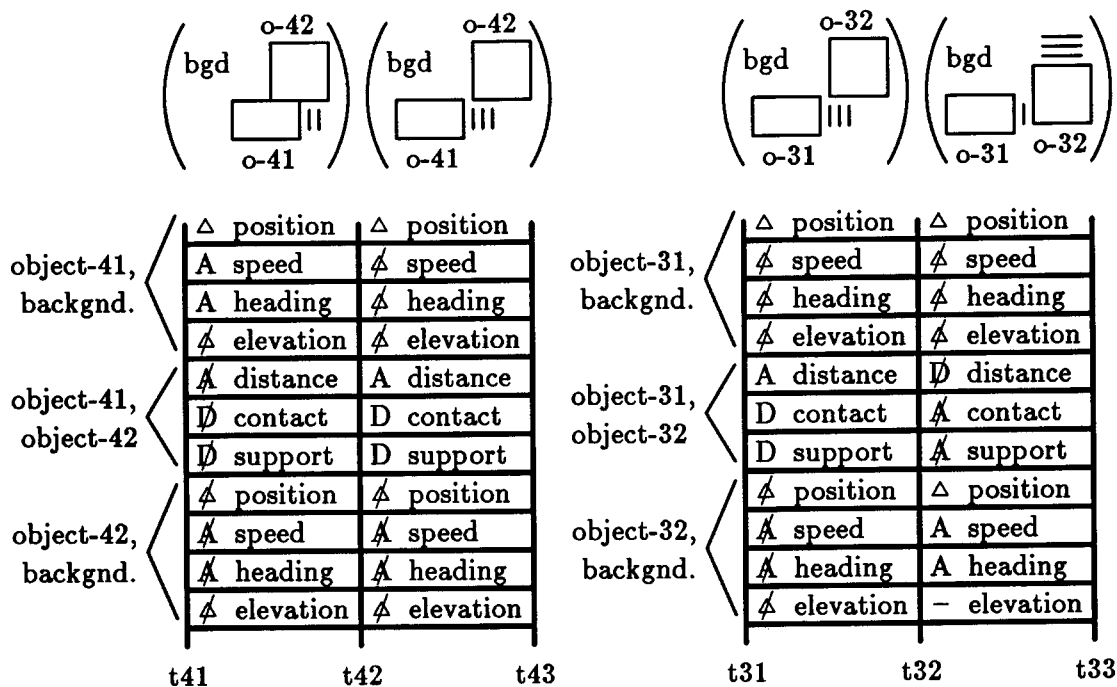 o-42 o-42
bgd bgd
o-41 o-41
△ position △ position
A speed △̸ speed
object-41,
A heading △̸ heading
backgnd.
△̸ elevation △̸ elevation
A̸ distance A distance
object-41,
D̸ contact D contact
object-42
D̸ support D support
△̸ position △̸ position
object-42,
A̸ speed A̸ speed
backgnd.
A̸ heading A̸ heading
△̸ elevation △̸ elevation
t41 t42 t43
o-32
bgd bgd
o-31 o-31 o-32
△ position △ position
object-31,
△̸ speed △̸ speed
backgnd.
△̸ heading △̸ heading
△̸ elevation △̸ elevation
A distance D̸ distance
object-31,
D contact A̸ contact
object-32
D support A̸ support
△̸ position △ position
object-32,
A̸ speed A speed
backgnd.
A̸ heading A heading
△̸ elevation – elevation
t31 t32 t33